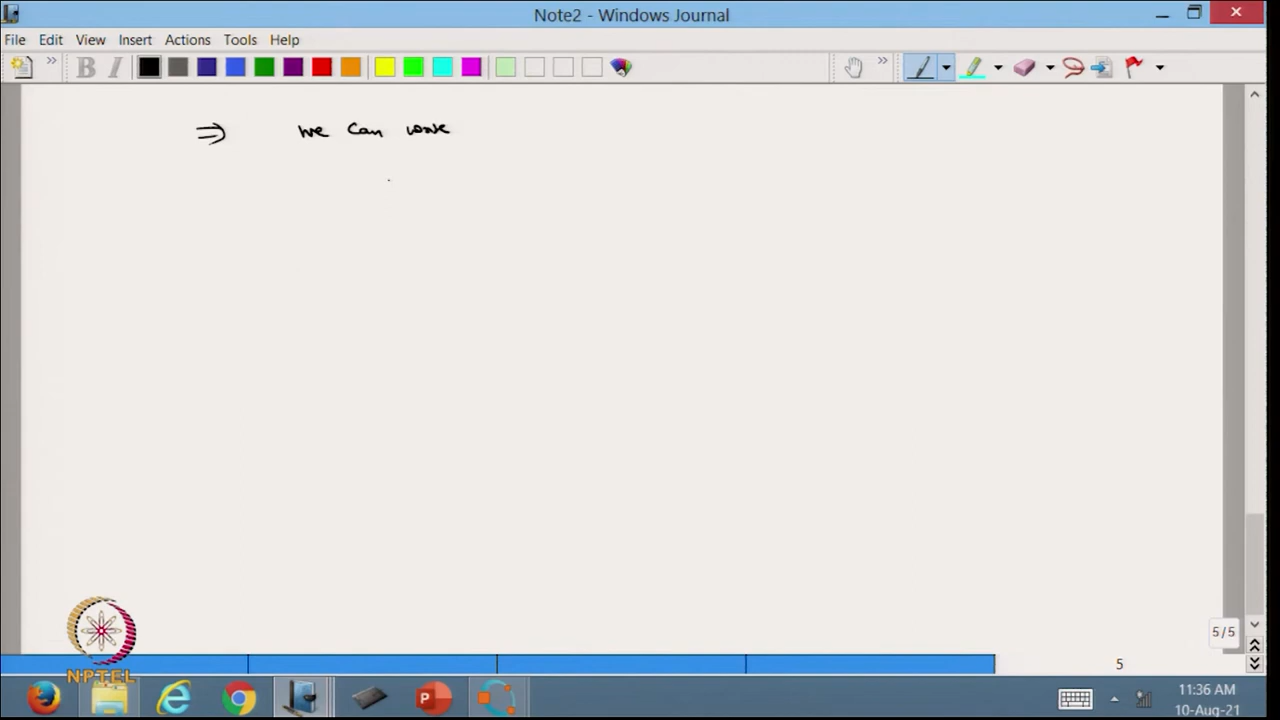 Note2 - Windows Journal
File Edit View Insert Actions Tools Help
B I
⇒ We Can
5/5
5
NPTEL
11:36 AM
10-Aug-21